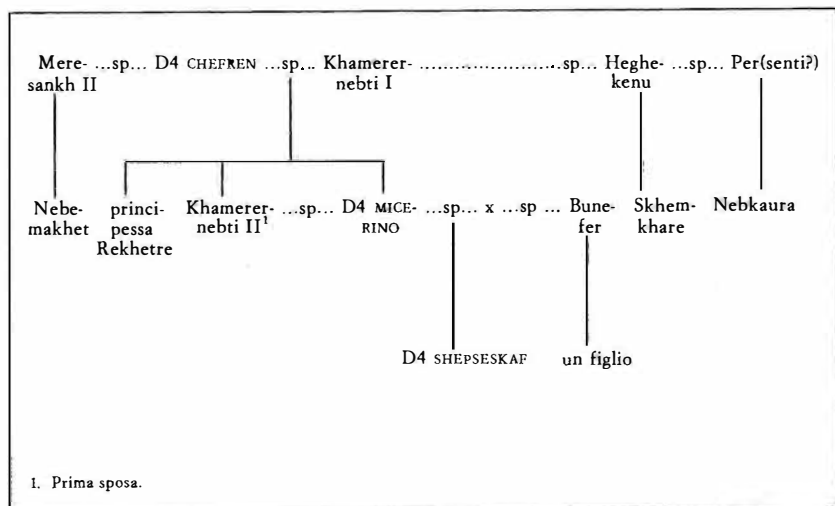 Mere- ...sp... D4 CHEFREN ...sp... Khamerer- ........................sp... Heghe- ...sp... Per(senti?)
sankh II nebti I kenu
Nebe- princi- Khamerer- ...sp... D4 MICE- ...sp... x ...sp ... Bune- Skhem- Nebkaura
makhet pessa nebti II¹ RINO fer khare
Rekhetre
D4 SHEPSESKAF un figlio
1. Prima sposa.